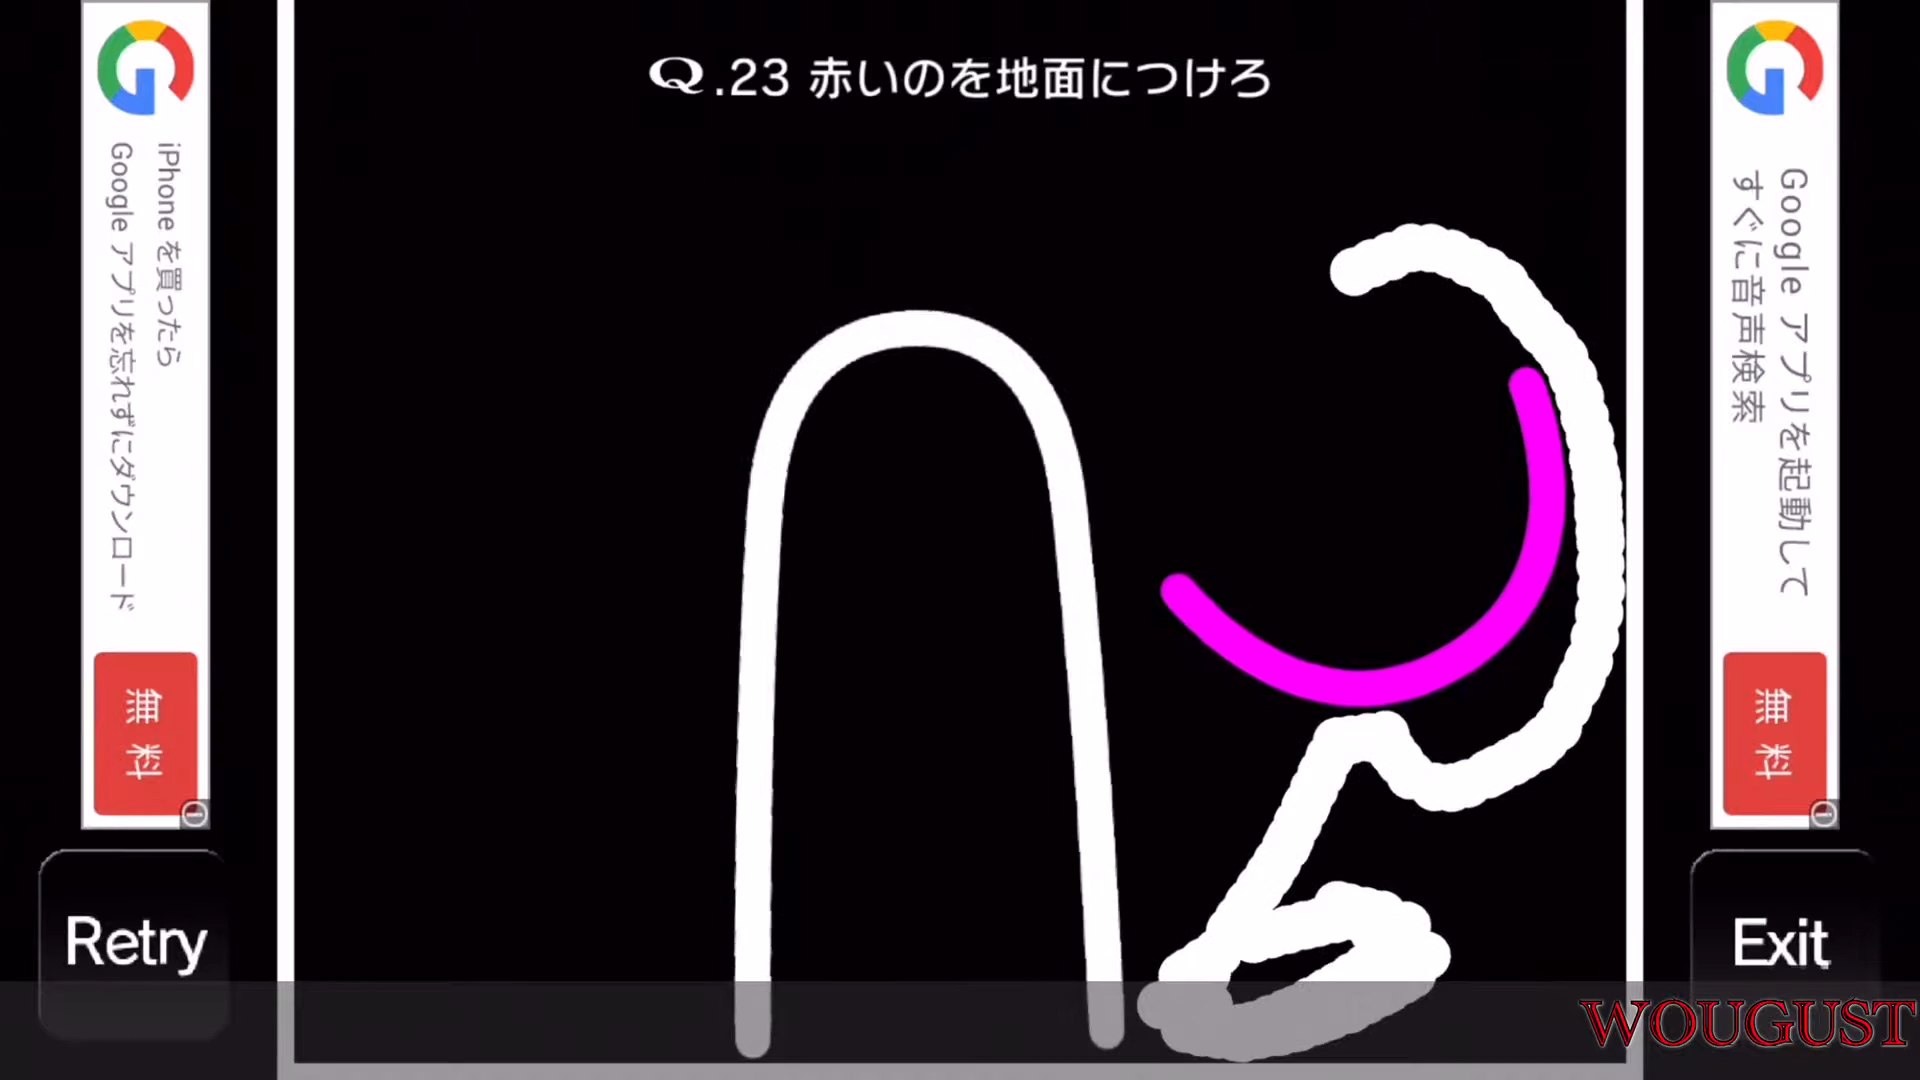 Q.23 赤いのを地面につけろ
iPhone を買ったら
Google アプリを忘れずにダウンロード
無料
Retry
Google アプリを起動して
すぐに音声検索
無料
Exit
WOUGUST